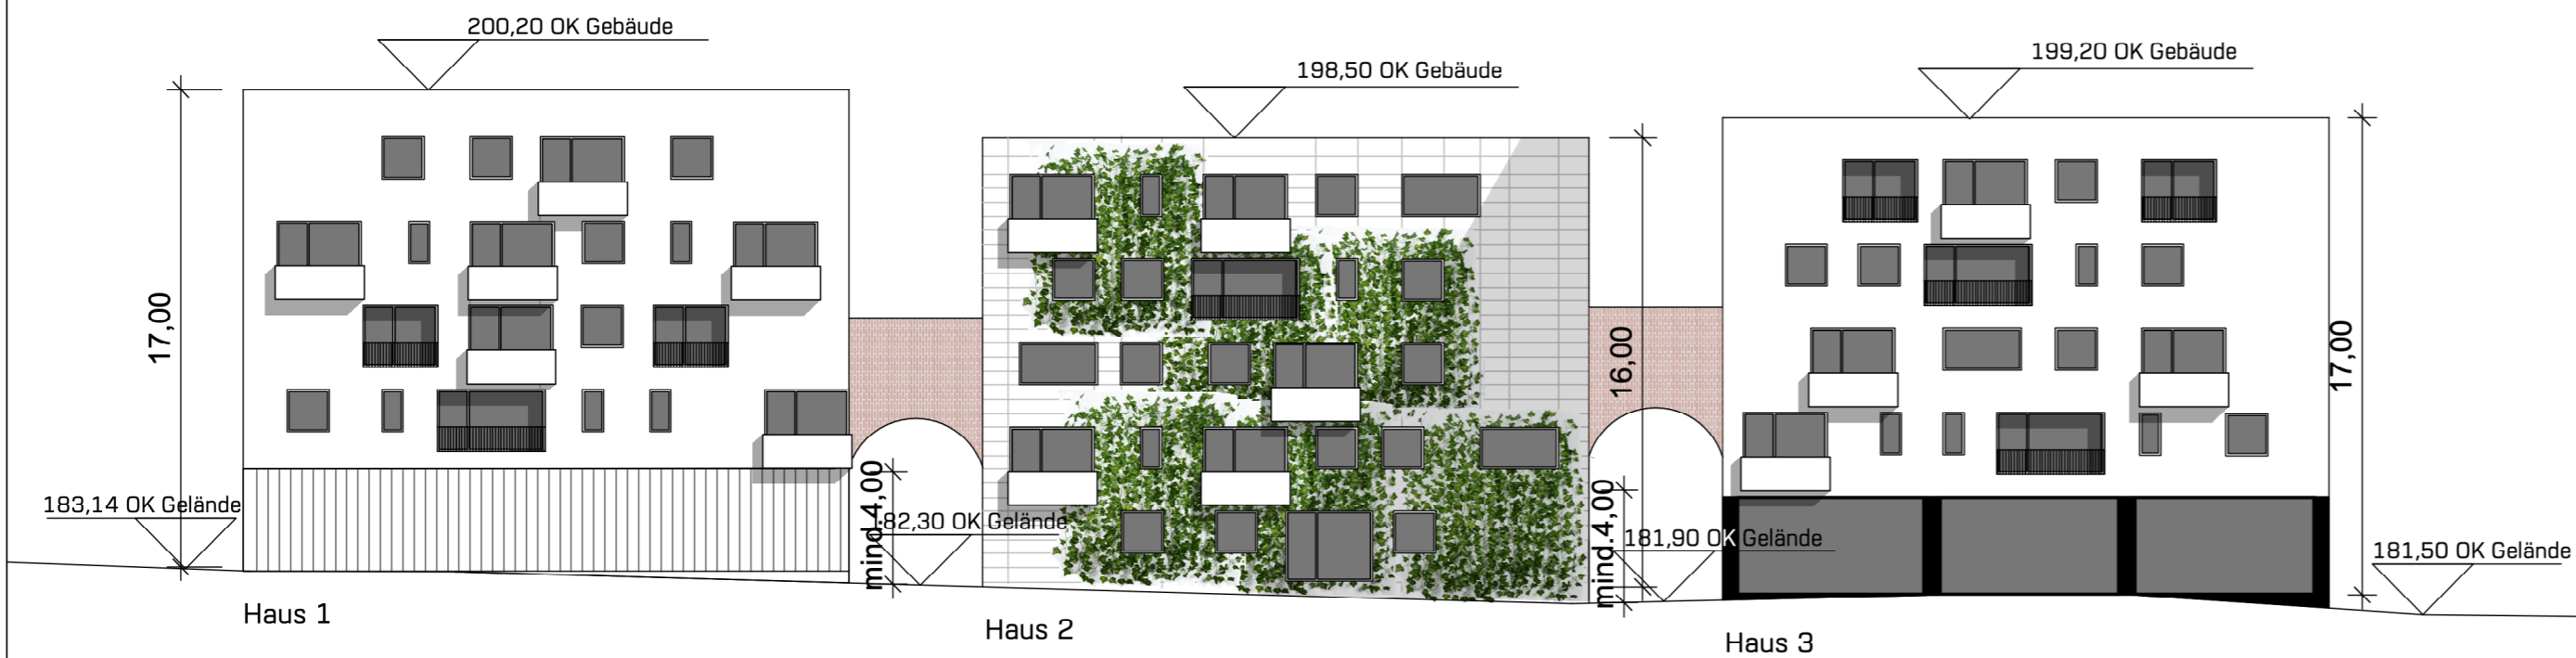 200,20 OK Gebäude
198,50 OK Gebäude
199,20 OK Gebäude
17,00
16,00
17,00
183,14 OK Gelände
mind.4,00
82,30 OK Gelände
mind.4,00
181,90 OK Gelände
181,50 OK Gelände
Haus 1
Haus 2
Haus 3